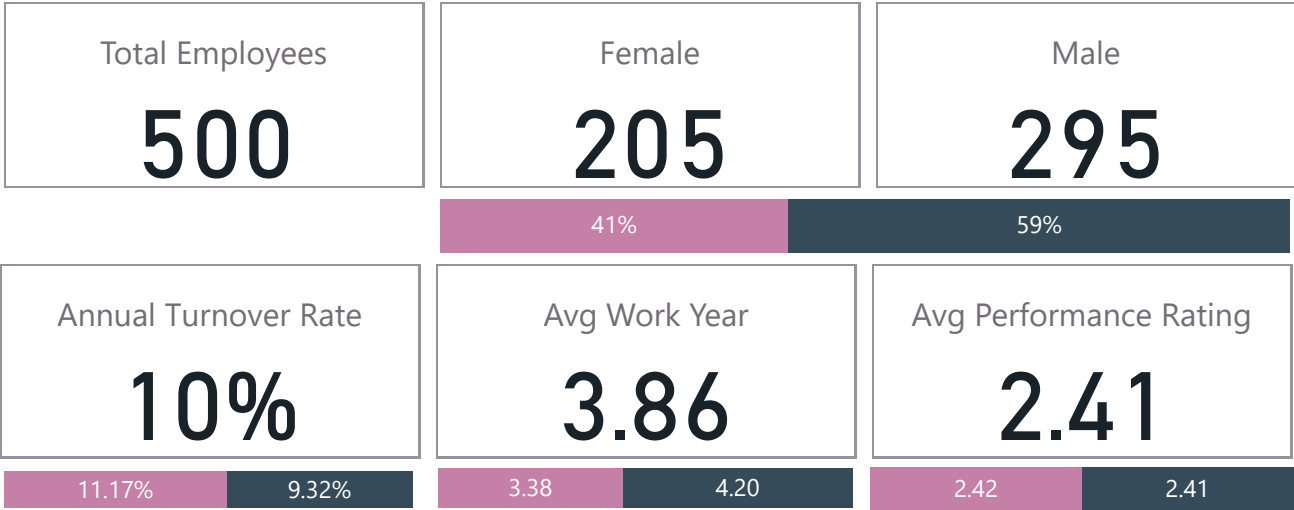 Total Employees
500
Female
205
Male
295
41%
59%
Annual Turnover Rate
10%
Avg Work Year
3.86
Avg Performance Rating
2.41
11.17%
9.32%
3.38
4.20
2.42
2.41